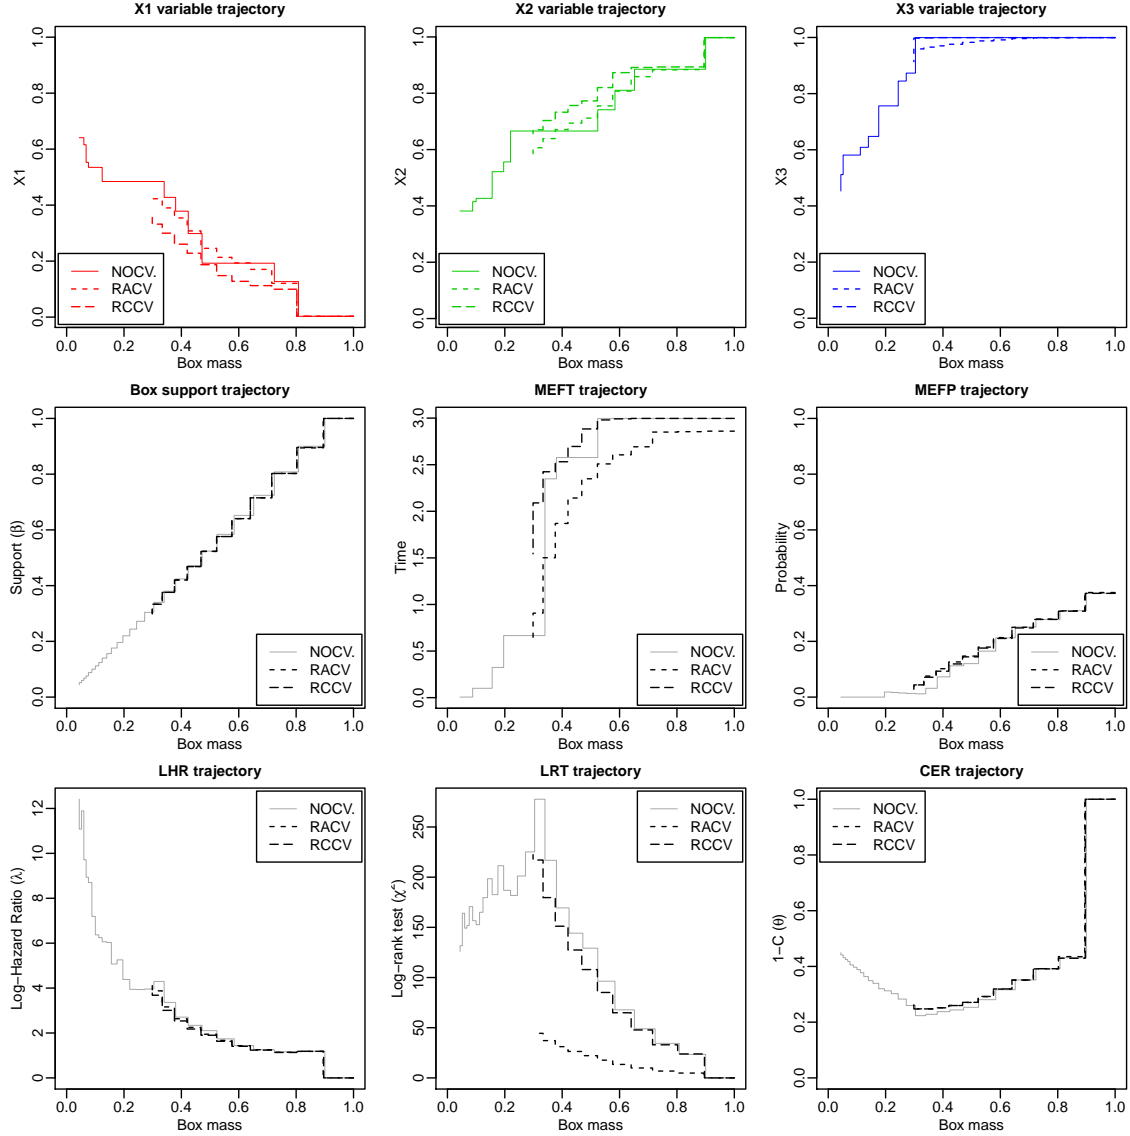 X1 variable trajectory
X1
0.0 0.2 0.4 0.6 0.8 1.0
NOCV.
RACV
RCCV
0.0 0.2 0.4 0.6 0.8 1.0
Box mass
X2 variable trajectory
X2
0.0 0.2 0.4 0.6 0.8 1.0
NOCV.
RACV
RCCV
0.0 0.2 0.4 0.6 0.8 1.0
Box mass
X3 variable trajectory
X3
0.0 0.2 0.4 0.6 0.8 1.0
NOCV.
RACV
RCCV
0.0 0.2 0.4 0.6 0.8 1.0
Box mass
Box support trajectory
Support (β)
0.0 0.2 0.4 0.6 0.8 1.0
NOCV.
RACV
RCCV
0.0 0.2 0.4 0.6 0.8 1.0
Box mass
MEFT trajectory
Time
0.0 0.5 1.0 1.5 2.0 2.5 3.0
NOCV.
RACV
RCCV
0.0 0.2 0.4 0.6 0.8 1.0
Box mass
MEFP trajectory
Probability
0.0 0.2 0.4 0.6 0.8 1.0
NOCV.
RACV
RCCV
0.0 0.2 0.4 0.6 0.8 1.0
Box mass
LHR trajectory
Log−Hazard Ratio (λ)
0 2 4 6 8 10 12
NOCV.
RACV
RCCV
0.0 0.2 0.4 0.6 0.8 1.0
Box mass
LRT trajectory
Log−rank test (χ²)
0 50 100 150 200 250
NOCV.
RACV
RCCV
0.0 0.2 0.4 0.6 0.8 1.0
Box mass
CER trajectory
1−C (θ)
0.0 0.2 0.4 0.6 0.8 1.0
NOCV.
RACV
RCCV
0.0 0.2 0.4 0.6 0.8 1.0
Box mass